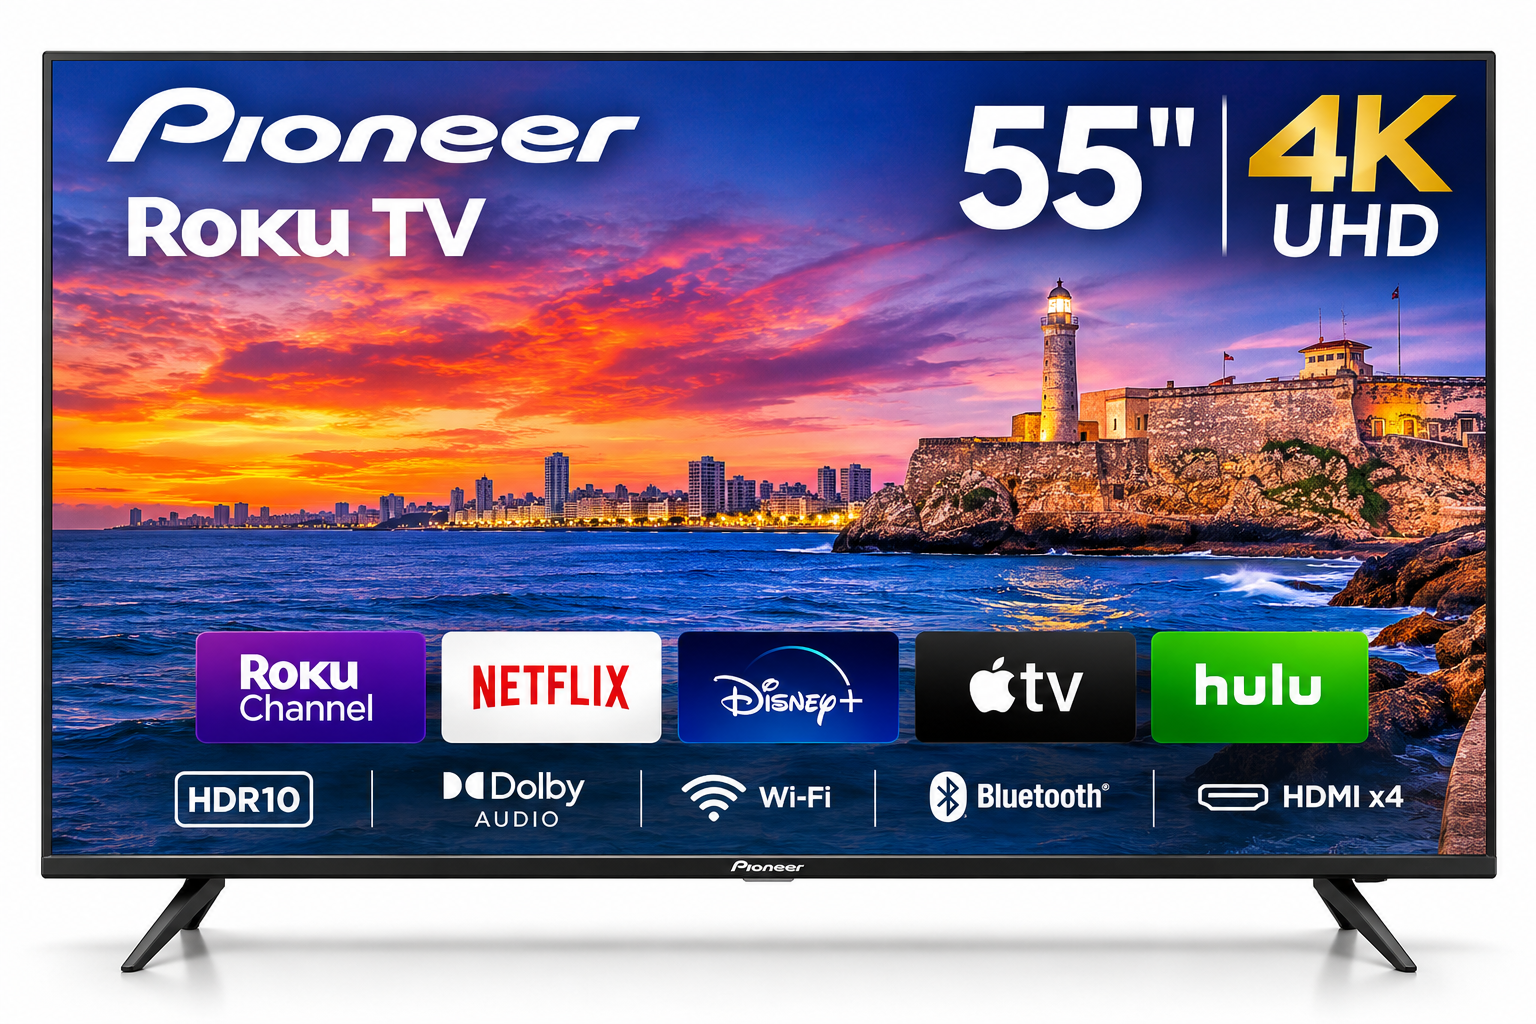 Pioneer
Roku TV
55"
4K
UHD
Roku
Channel
NETFLIX
Disney+
tv
hulu
HDR10
Dolby
AUDIO
Wi-Fi
Bluetooth®
HDMI x4
Pioneer